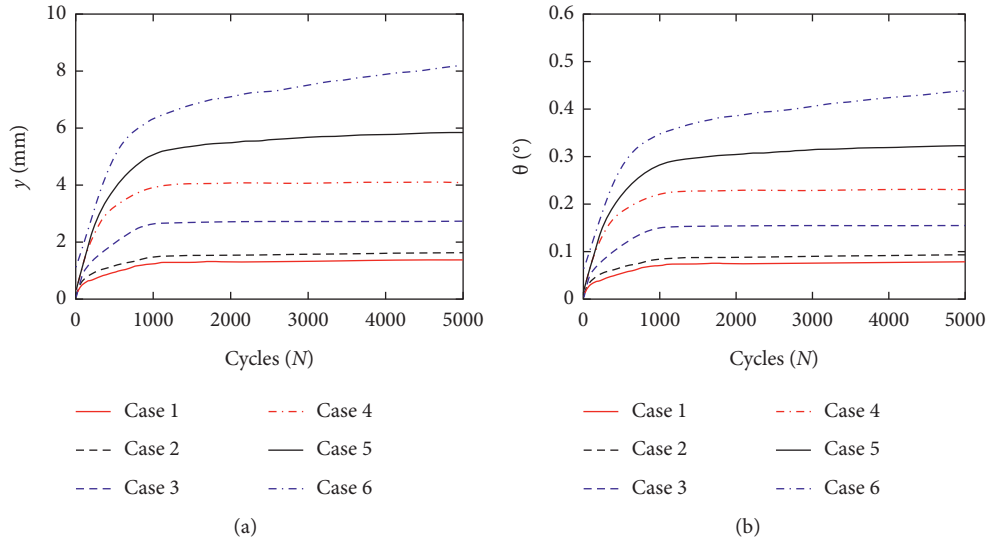 10
8
6
4
2
0
y (mm)
0 1000 2000 3000 4000 5000
Cycles (N)
Case 1 Case 4
Case 2 Case 5
Case 3 Case 6
(a)
0.6
0.5
0.4
0.3
0.2
0.1
0
θ (°)
0 1000 2000 3000 4000 5000
Cycles (N)
Case 1 Case 4
Case 2 Case 5
Case 3 Case 6
(b)